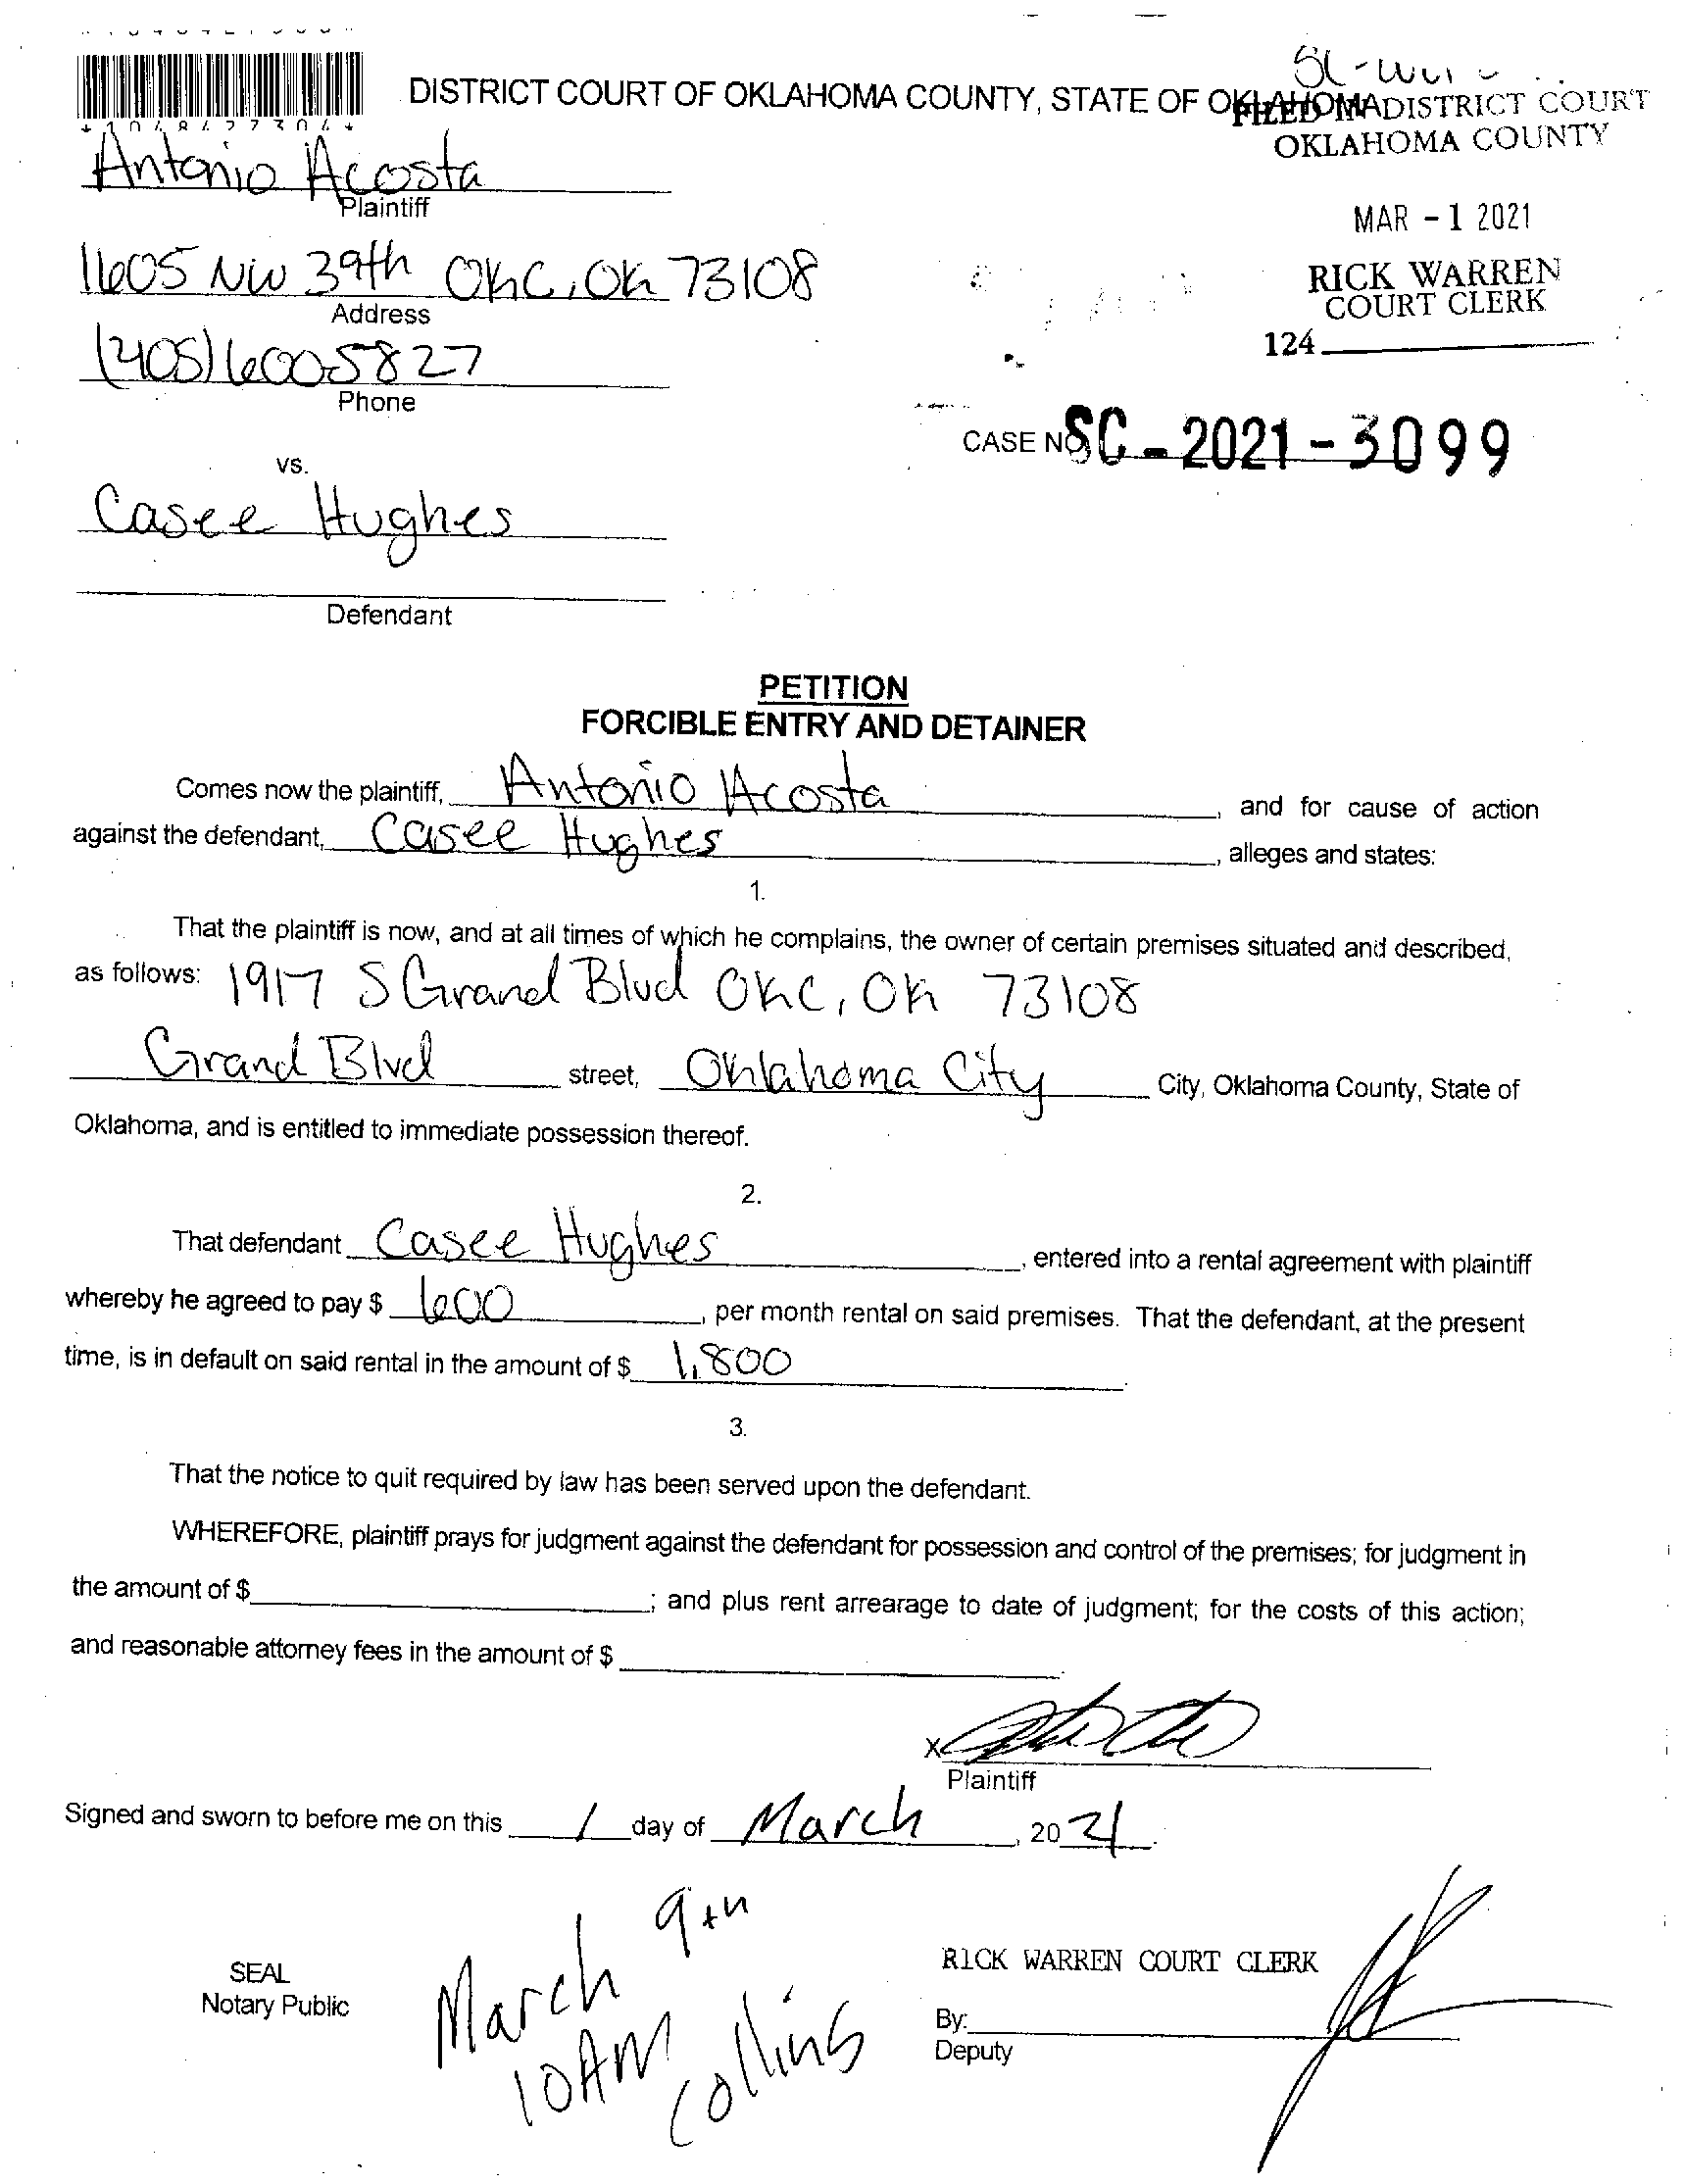 DISTRICT COURT OF OKLAHOMA COUNTY, STATE OF OKLAHOMA
FILED IN DISTRICT COURT
OKLAHOMA COUNTY
MAR - 1 2021
RICK WARREN
COURT CLERK
124
Antonio Acosta
Plaintiff
1605 NW 39th OKC, OK 73108
Address
(405) 600 5827
Phone
CASE NO. SC - 2021 - 3099
vs.
Casee Hughes
Defendant
PETITION
FORCIBLE ENTRY AND DETAINER
Comes now the plaintiff, Antonio Acosta, and for cause of action
against the defendant, Casee Hughes, alleges and states:
1.
That the plaintiff is now, and at all times of which he complains, the owner of certain premises situated and described,
as follows: 1917 S Grand Blvd OKC, OK 73108
Grand Blvd street, Oklahoma City City, Oklahoma County, State of
Oklahoma, and is entitled to immediate possession thereof.
2.
That defendant Casee Hughes, entered into a rental agreement with plaintiff
whereby he agreed to pay $ 600, per month rental on said premises. That the defendant, at the present
time, is in default on said rental in the amount of $ 1,800.
3.
That the notice to quit required by law has been served upon the defendant.
WHEREFORE, plaintiff prays for judgment against the defendant for possession and control of the premises; for judgment in
the amount of $ ; and plus rent arrearage to date of judgment; for the costs of this action;
and reasonable attorney fees in the amount of $
X
Plaintiff
Signed and sworn to before me on this 1 day of March, 2021.
March 9th
10AM
Collins
SEAL
Notary Public
RICK WARREN COURT CLERK
By:
Deputy